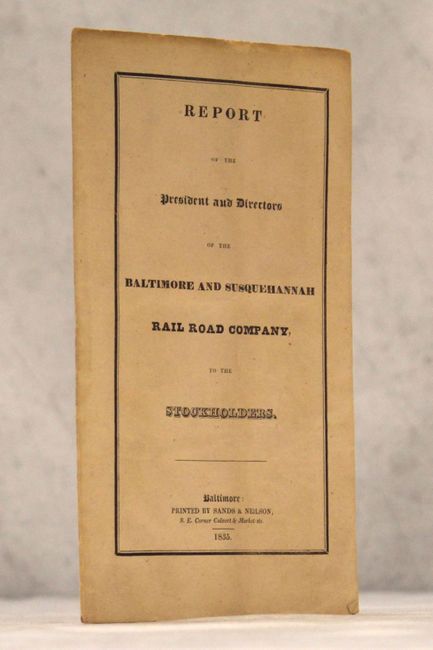 REPORT
OF THE
President and Directors
OF THE
BALTIMORE AND SUSQUEHANNAH
RAIL ROAD COMPANY,
TO THE
STOCKHOLDERS.
Baltimore:
PRINTED BY SANDS & NEILSON,
S. E. Corner Calvert & Market sts.
1835.